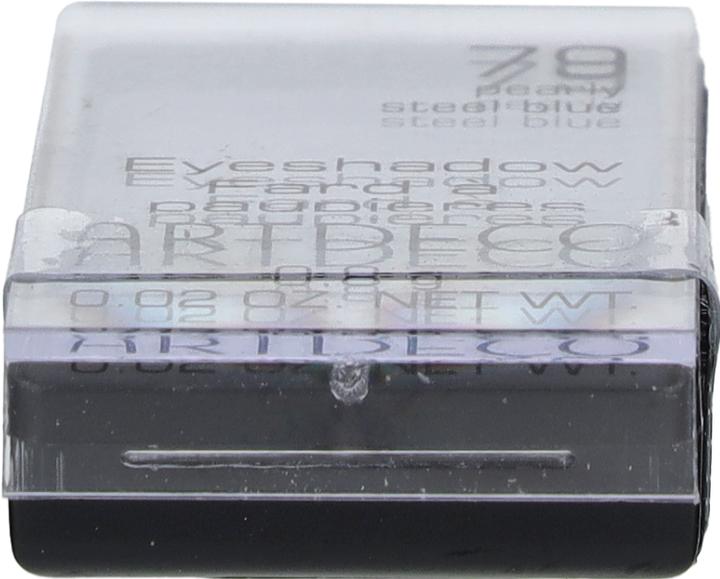 79
pearly
steel blue
Eyeshadow
Fard à
paupières
ARTDECO
0.8 g
0.02 OZ. NET WT.